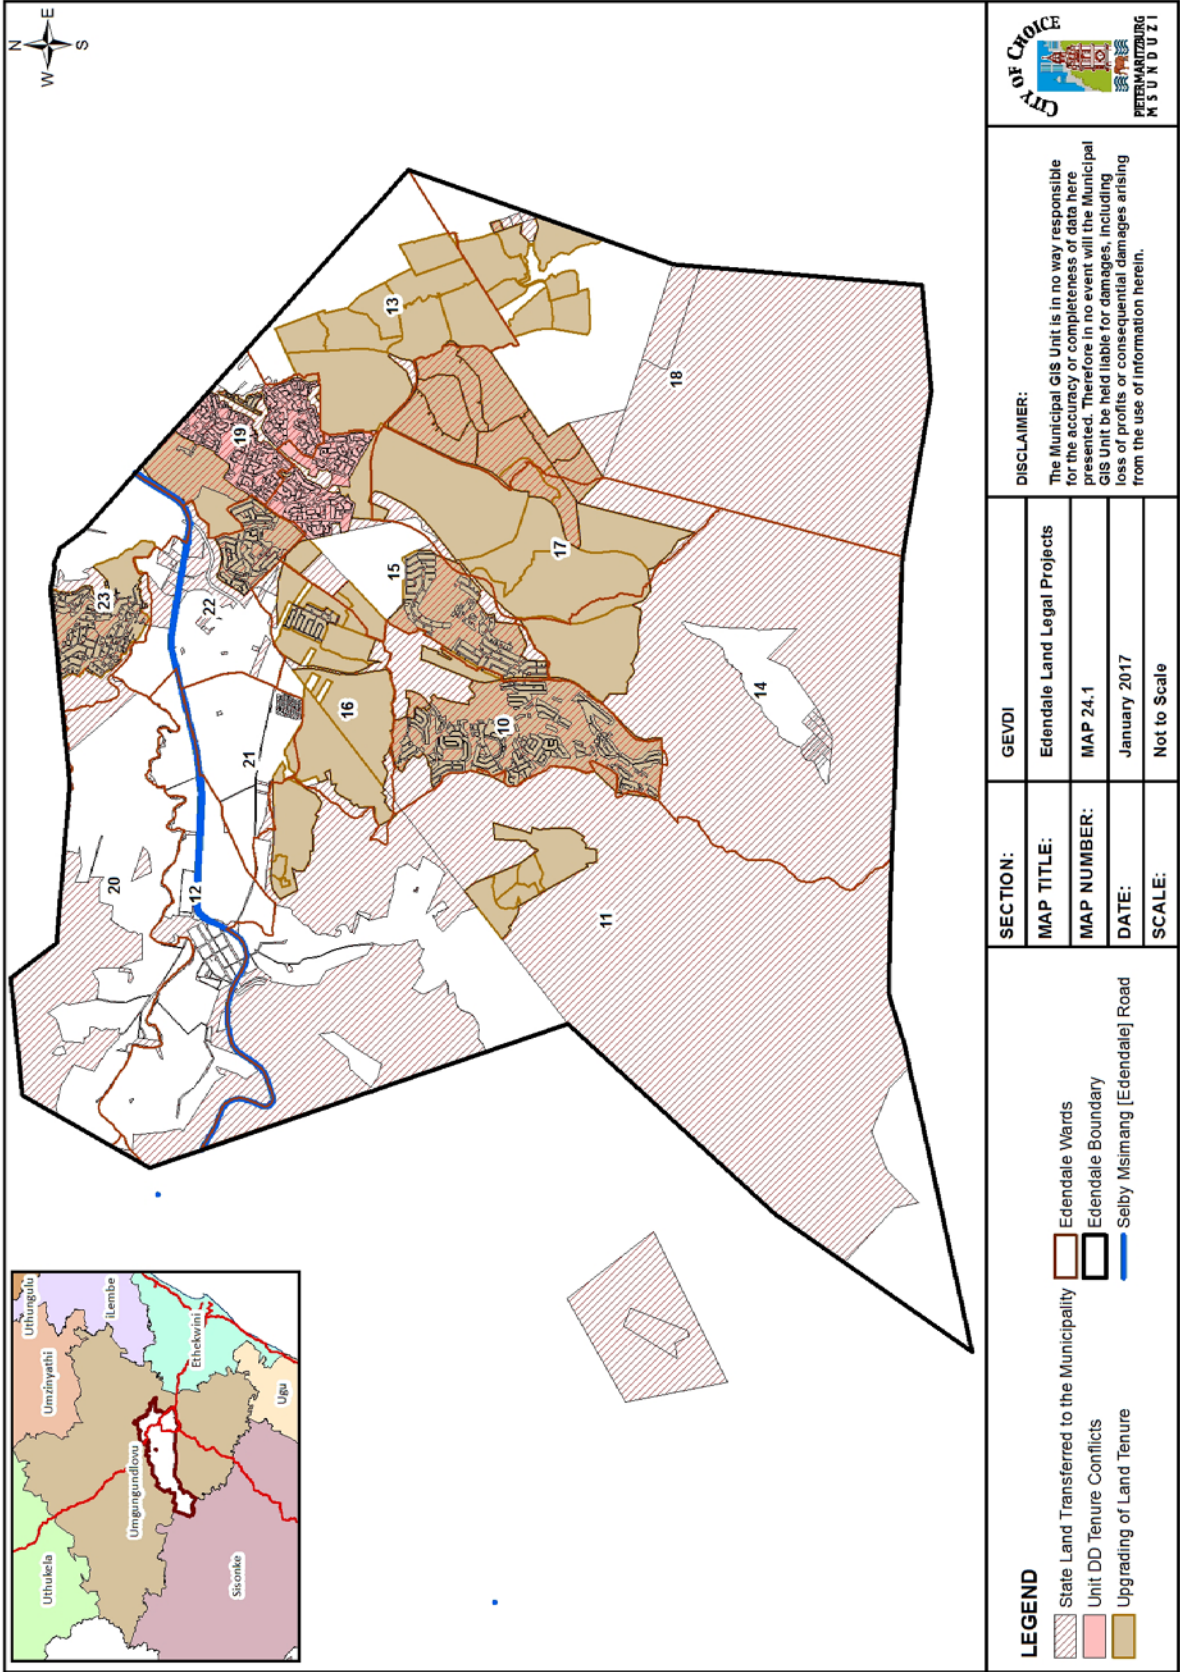 N
E
W
S
Uthukela
Umzinyathi
Uthungulu
iLembe
Umgungundlovu
Ethekwini
Ugu
Sisonke
23
20
22
19
13
12
21
15
16
10
17
18
14
11
LEGEND
State Land Transferred to the Municipality
Unit DD Tenure Conflicts
Upgrading of Land Tenure
Edendale Wards
Edendale Boundary
Selby Msimang [Edendale] Road
SECTION: GEVDI
MAP TITLE: Edendale Land Legal Projects
MAP NUMBER: MAP 24.1
DATE: January 2017
SCALE: Not to Scale
DISCLAIMER:
The Municipal GIS Unit is in no way responsible
for the accuracy or completeness of data here
presented. Therefore in no event will the Municipal
GIS Unit be held liable for damages, including
loss of profits or consequential damages arising
from the use of information herein.
CITY OF CHOICE
PIETERMARITZBURG
MSUNDUZI